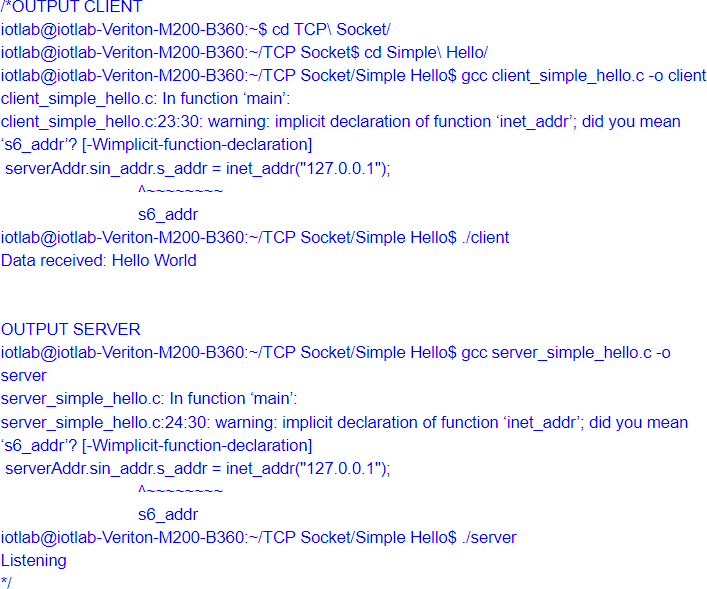 /*OUTPUT CLIENT
iotlab@iotlab-Veriton-M200-B360:~$ cd TCP\ Socket/
iotlab@iotlab-Veriton-M200-B360:~/TCP Socket$ cd Simple\ Hello/
iotlab@iotlab-Veriton-M200-B360:~/TCP Socket/Simple Hello$ gcc client_simple_hello.c -o client
client_simple_hello.c: In function ‘main’:
client_simple_hello.c:23:30: warning: implicit declaration of function ‘inet_addr’; did you mean
‘s6_addr’? [-Wimplicit-function-declaration]
 serverAddr.sin_addr.s_addr = inet_addr("127.0.0.1");
                              ^~~~~~~~~
                              s6_addr
iotlab@iotlab-Veriton-M200-B360:~/TCP Socket/Simple Hello$ ./client
Data received: Hello World

OUTPUT SERVER
iotlab@iotlab-Veriton-M200-B360:~/TCP Socket/Simple Hello$ gcc server_simple_hello.c -o
server
server_simple_hello.c: In function ‘main’:
server_simple_hello.c:24:30: warning: implicit declaration of function ‘inet_addr’; did you mean
‘s6_addr’? [-Wimplicit-function-declaration]
 serverAddr.sin_addr.s_addr = inet_addr("127.0.0.1");
                              ^~~~~~~~~
                              s6_addr
iotlab@iotlab-Veriton-M200-B360:~/TCP Socket/Simple Hello$ ./server
Listening
*/